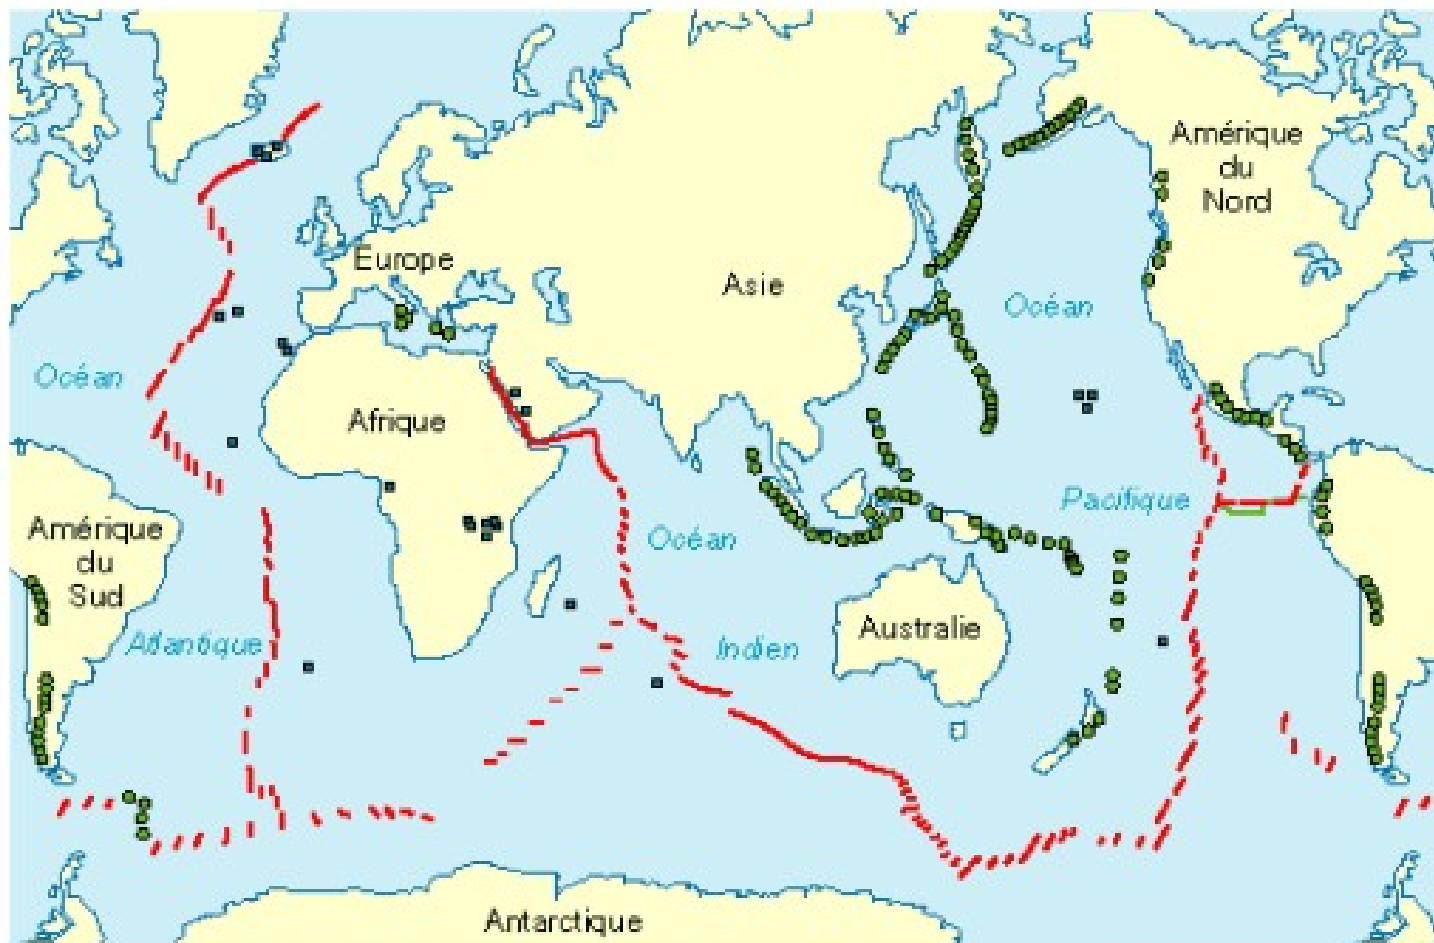 Amérique
du
Nord
Europe
Asie
Océan
Océan
Afrique
Pacifique
Amérique
du
Sud
Océan
Atlantique
Indien
Australie
Antarctique